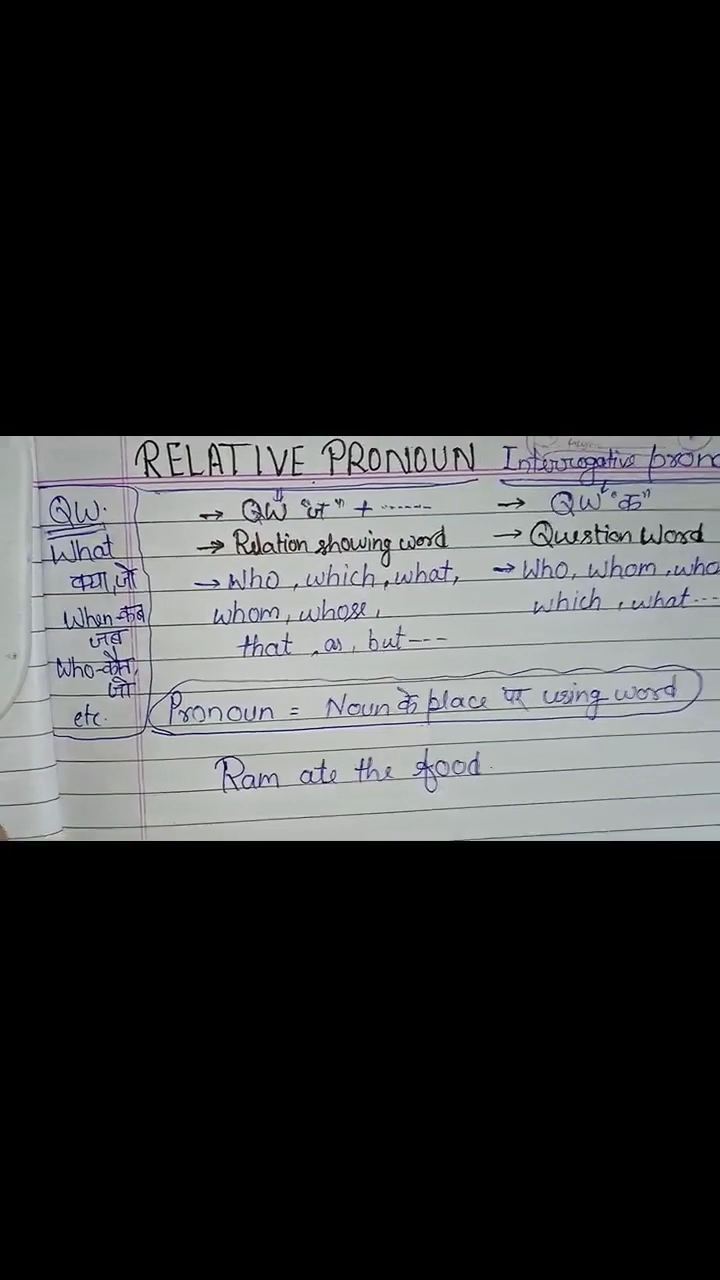 RELATIVE PRONOUN Interrogative pron
QW. → QW "ज" + ------ → QW "क"
What → Relation showing word → Question Word
क्या, जो → Who, which, what, → Who, whom, who
When-कब whom, whose, which, what ---
जब that, as, but ---
Who-कौन,
जो
etc. Pronoun = Noun के place पर using word
Ram ate the food.